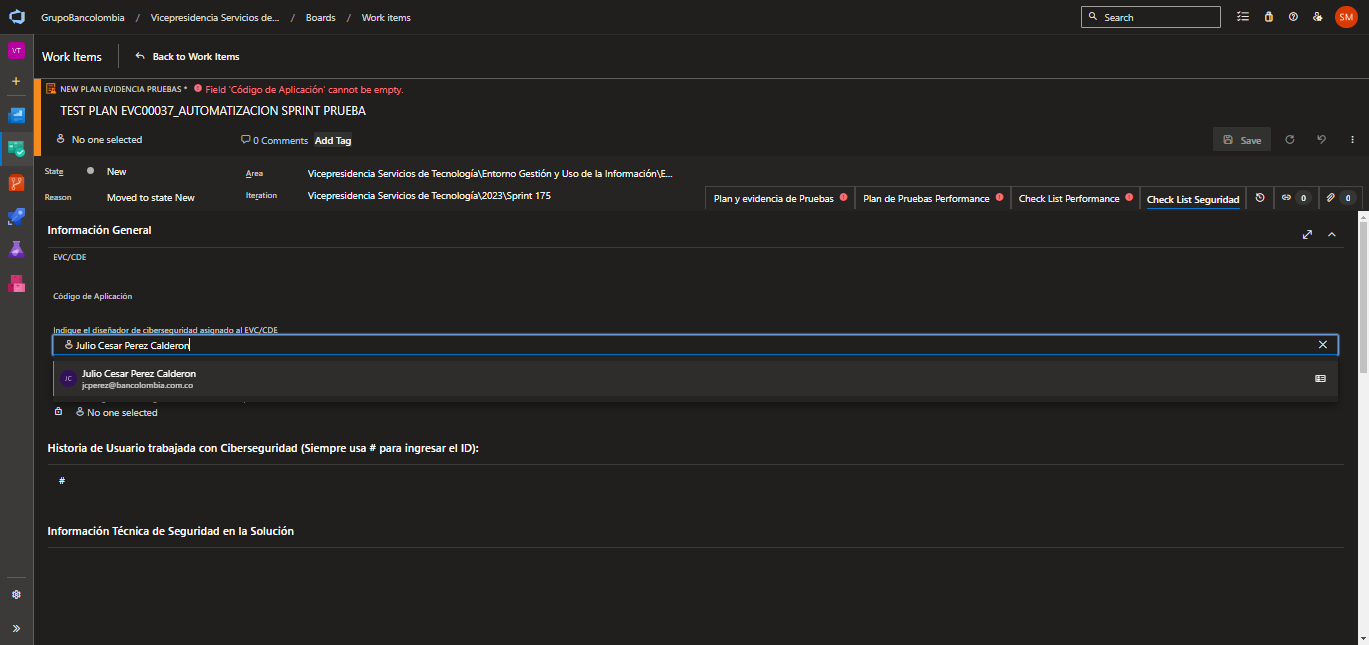 GrupoBancolombia / Vicepresidencia Servicios de... / Boards / Work items
Search
SM
VT
Work Items
Back to Work Items
NEW PLAN EVIDENCIA PRUEBAS * Field 'Código de Aplicación' cannot be empty.
TEST PLAN EVC00037_AUTOMATIZACION SPRINT PRUEBA
No one selected
0 Comments
Add Tag
Save
State
New
Area
Vicepresidencia Servicios de Tecnología\Entorno Gestión y Uso de la Información\E...
Reason
Moved to state New
Iteration
Vicepresidencia Servicios de Tecnología\2023\Sprint 175
Plan y evidencia de Pruebas
Plan de Pruebas Performance
Check List Performance
Check List Seguridad
0
0
Información General
EVC/CDE
Código de Aplicación
Indique el diseñador de ciberseguridad asignado al EVC/CDE
Julio Cesar Perez Calderon
JC
Julio Cesar Perez Calderon
jcperez@bancolombia.com.co
No one selected
Historia de Usuario trabajada con Ciberseguridad (Siempre usa # para ingresar el ID):
#
Información Técnica de Seguridad en la Solución